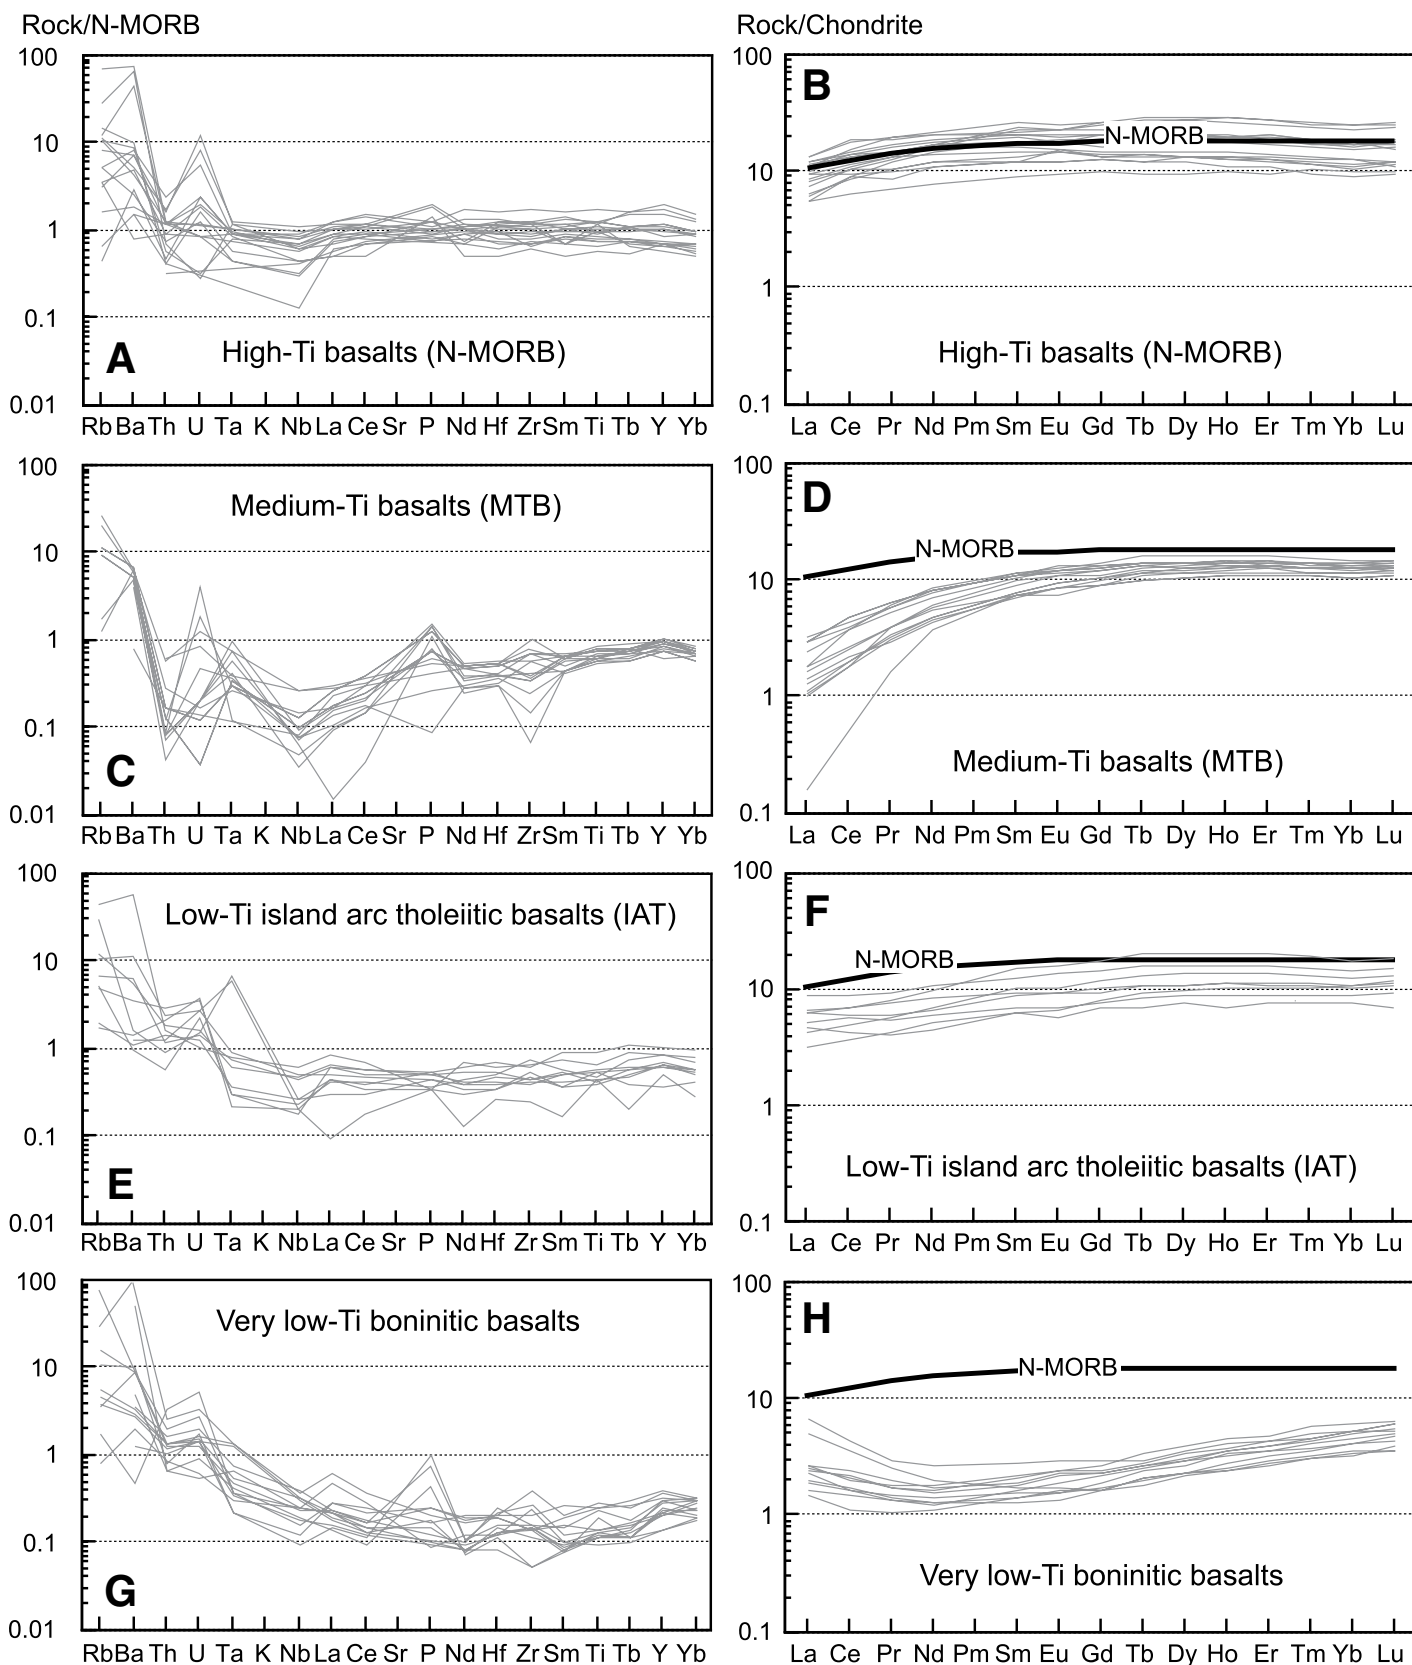 Rock/N-MORB
100
10
1
0.1
0.01
A
High-Ti basalts (N-MORB)
Rb Ba Th U Ta K Nb La Ce Sr P Nd Hf Zr Sm Ti Tb Y Yb
Rock/Chondrite
100
10
1
0.1
B
N-MORB
High-Ti basalts (N-MORB)
La Ce Pr Nd Pm Sm Eu Gd Tb Dy Ho Er Tm Yb Lu
100
10
1
0.1
0.01
Medium-Ti basalts (MTB)
C
Rb Ba Th U Ta K Nb La Ce Sr P Nd Hf Zr Sm Ti Tb Y Yb
100
10
1
0.1
D
N-MORB
Medium-Ti basalts (MTB)
La Ce Pr Nd Pm Sm Eu Gd Tb Dy Ho Er Tm Yb Lu
100
10
1
0.1
0.01
Low-Ti island arc tholeiitic basalts (IAT)
E
Rb Ba Th U Ta K Nb La Ce Sr P Nd Hf Zr Sm Ti Tb Y Yb
100
10
1
0.1
F
N-MORB
Low-Ti island arc tholeiitic basalts (IAT)
La Ce Pr Nd Pm Sm Eu Gd Tb Dy Ho Er Tm Yb Lu
100
10
1
0.1
0.01
Very low-Ti boninitic basalts
G
Rb Ba Th U Ta K Nb La Ce Sr P Nd Hf Zr Sm Ti Tb Y Yb
100
10
1
0.1
H
N-MORB
Very low-Ti boninitic basalts
La Ce Pr Nd Pm Sm Eu Gd Tb Dy Ho Er Tm Yb Lu